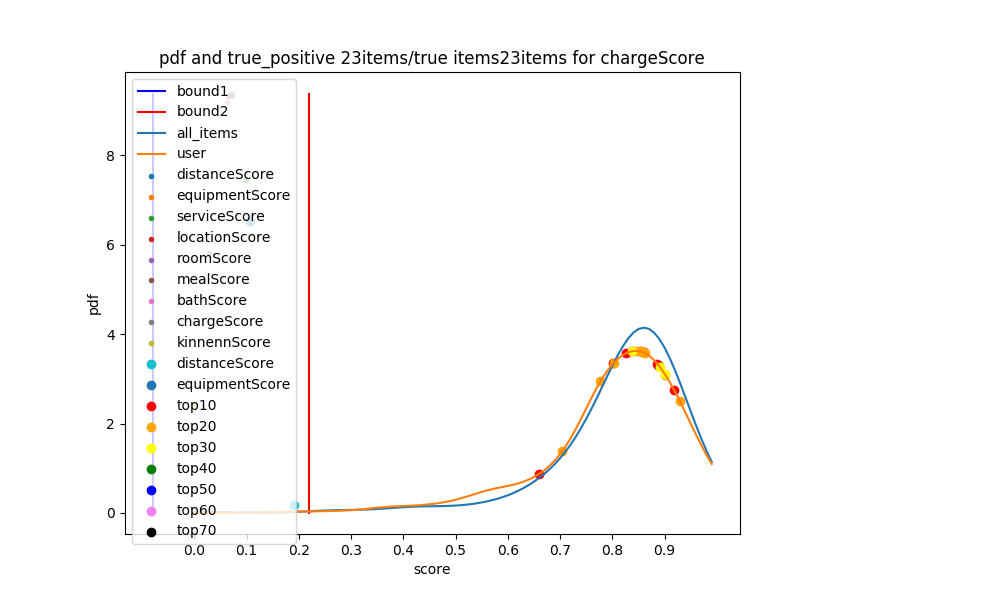 pdf and true_positive 23items/true items23items for chargeScore
bound1
bound2
all_items
user
distanceScore
equipmentScore
serviceScore
locationScore
roomScore
mealScore
bathScore
chargeScore
kinnennScore
distanceScore
equipmentScore
top10
top20
top30
top40
top50
top60
top70
pdf
8
6
4
2
0
0.0 0.1 0.2 0.3 0.4 0.5 0.6 0.7 0.8 0.9
score